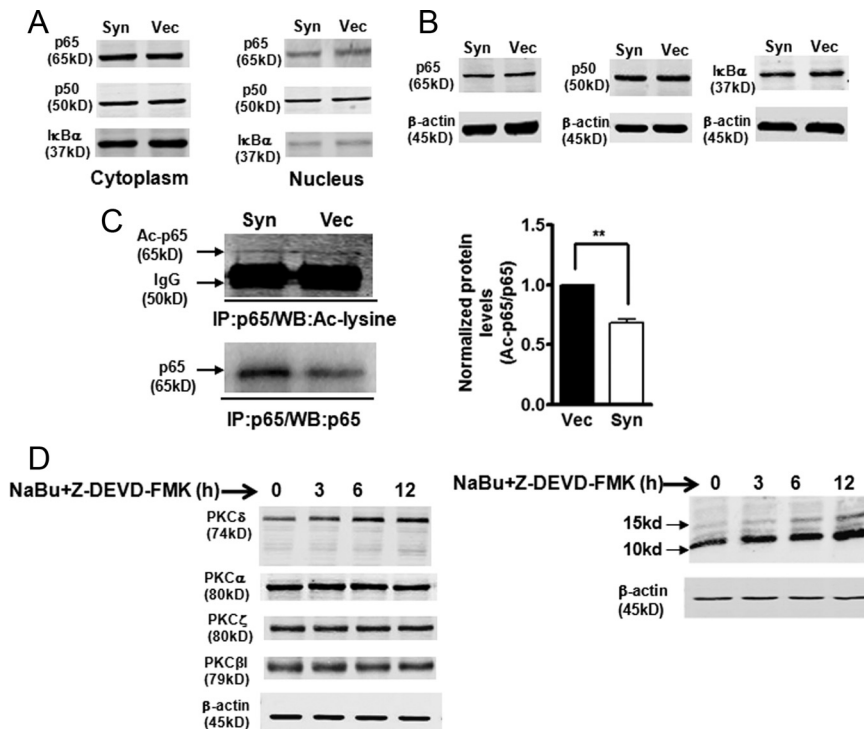 A
Syn Vec
p65
(65kD)
p50
(50kD)
IκBα
(37kD)
Cytoplasm
Syn Vec
p65
(65kD)
p50
(50kD)
IκBα
(37kD)
Nucleus
B
Syn Vec
p65
(65kD)
β-actin
(45kD)
Syn Vec
p50
(50kD)
β-actin
(45kD)
Syn Vec
IκBα
(37kD)
β-actin
(45kD)
C
Syn Vec
Ac-p65
(65kD)
IgG
(50kD)
IP:p65/WB:Ac-lysine
p65
(65kD)
IP:p65/WB:p65
Normalized protein
levels
(Ac-p65/p65)
1.5
1.0
0.5
0.0
**
Vec Syn
D
NaBu+Z-DEVD-FMK (h) 0 3 6 12
PKCδ
(74kD)
PKCα
(80kD)
PKCζ
(80kD)
PKCβI
(79kD)
β-actin
(45kD)
NaBu+Z-DEVD-FMK (h) 0 3 6 12
15kd
10kd
β-actin
(45kD)